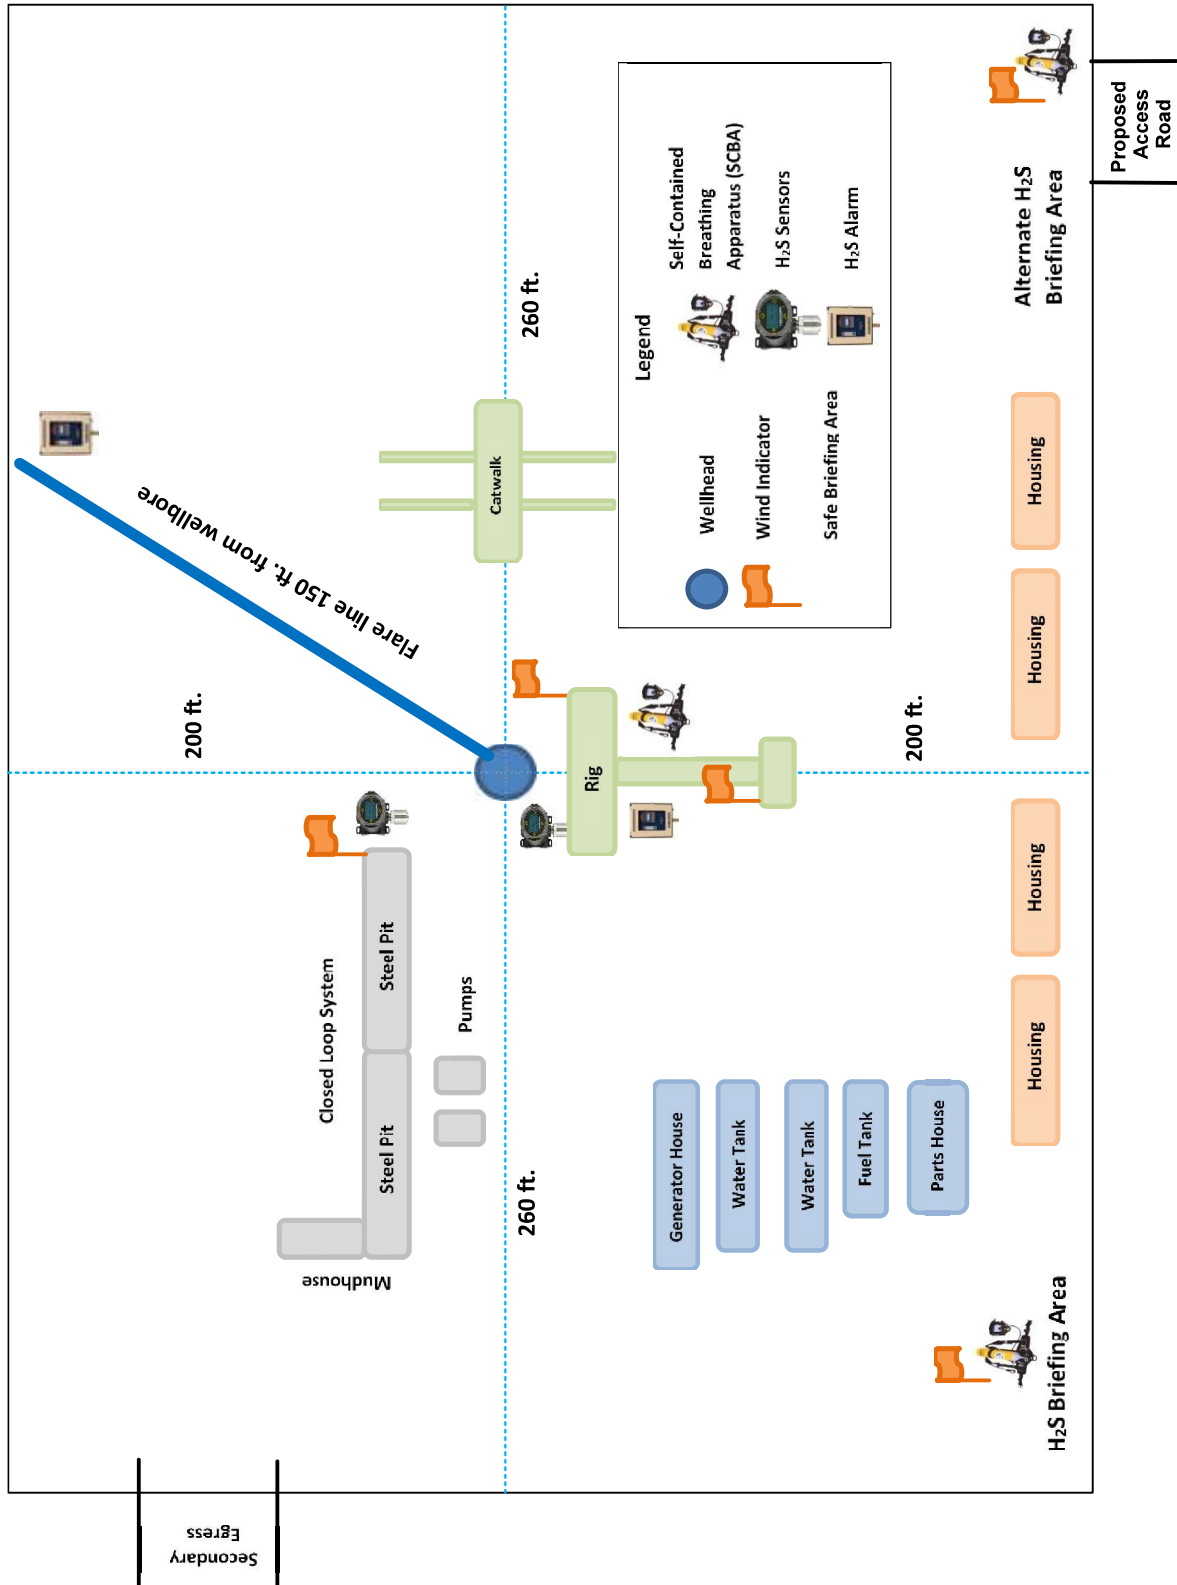 Secondary
Egress
Mudhouse
Closed Loop System
Steel Pit
Steel Pit
Pumps
200 ft.
Flare line 150 ft. from wellbore
260 ft.
260 ft.
Catwalk
Rig
200 ft.
Generator House
Water Tank
Water Tank
Fuel Tank
Parts House
Legend
Wellhead
Wind Indicator
Safe Briefing Area
Self-Contained
Breathing
Apparatus (SCBA)
H₂S Sensors
H₂S Alarm
H₂S Briefing Area
Housing
Housing
Housing
Housing
Alternate H₂S
Briefing Area
Proposed
Access
Road